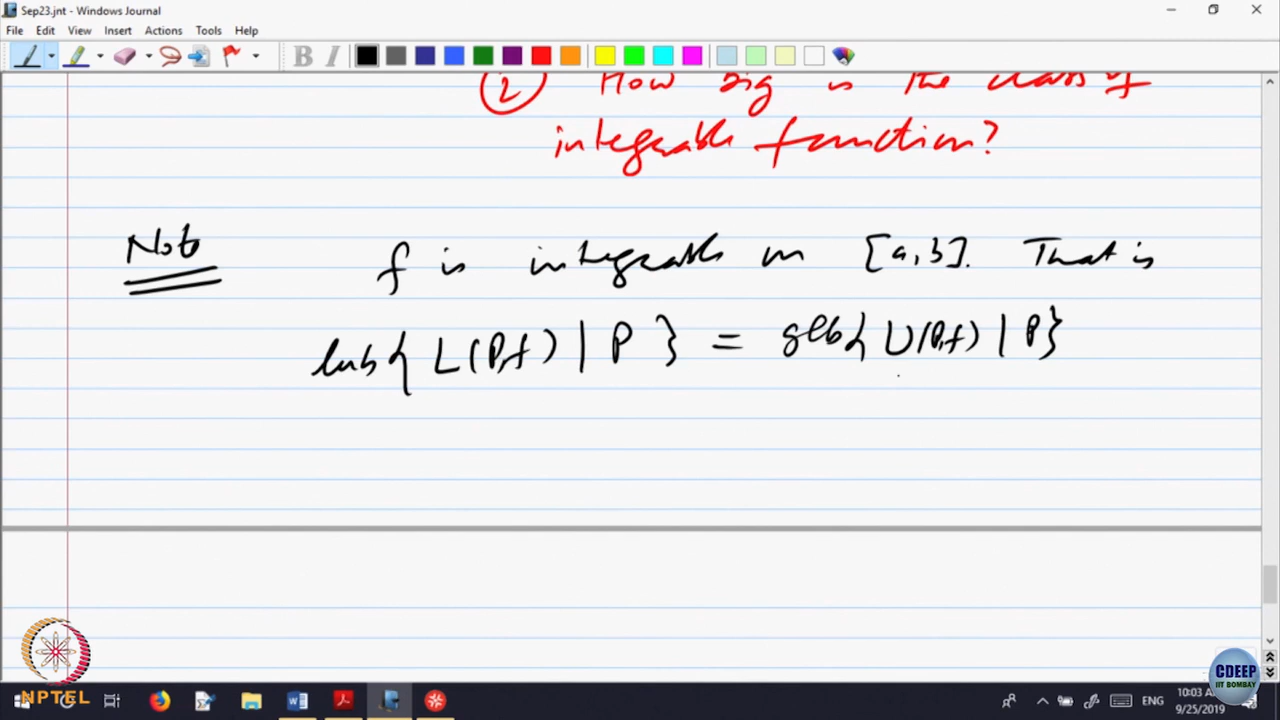 Sep23.jnt - Windows Journal
File Edit View Insert Actions Tools Help
B I
② How big is the class of
integrable function?
Note f is integrable on [a,b]. That is
lub{ L(P,f) | P } = glb{ U(P,f) | P}
NPTEL
CDEEP
IIT BOMBAY
ENG
10:03 A
9/25/2019